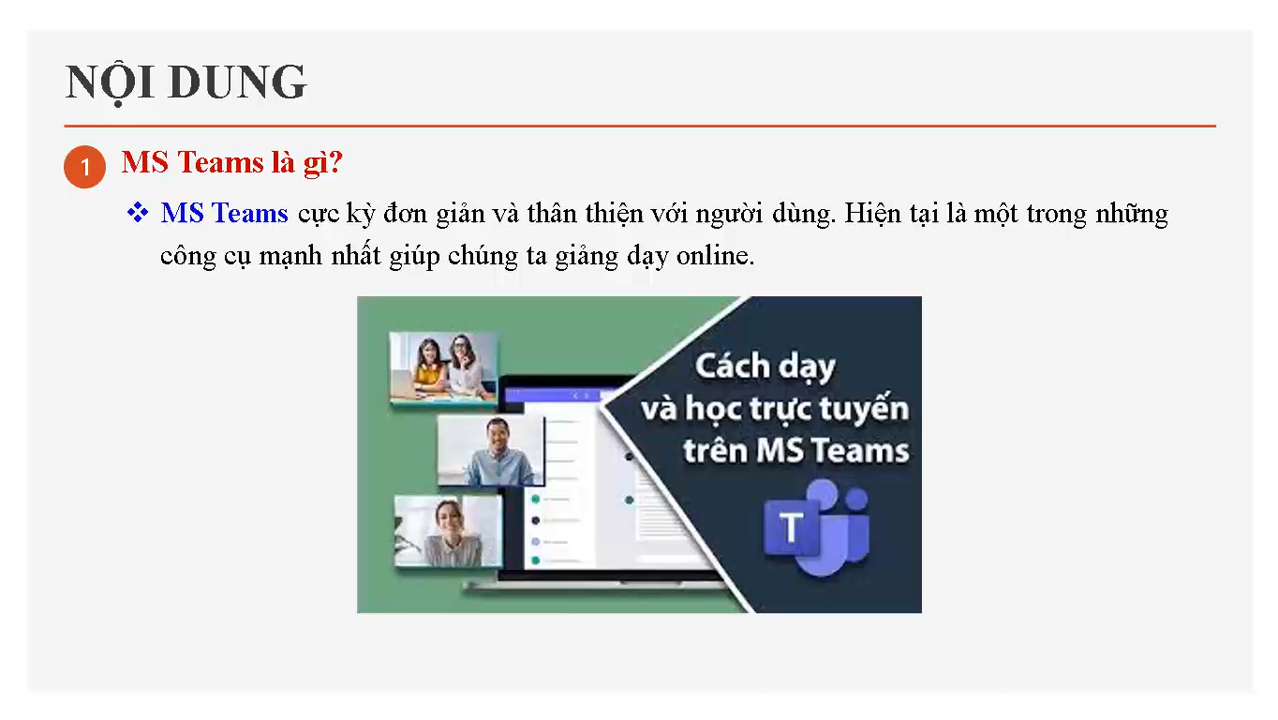 NỘI DUNG
1 MS Teams là gì?
❖ MS Teams cực kỳ đơn giản và thân thiện với người dùng. Hiện tại là một trong những
công cụ mạnh nhất giúp chúng ta giảng dạy online.
Cách dạy
và học trực tuyến
trên MS Teams
T